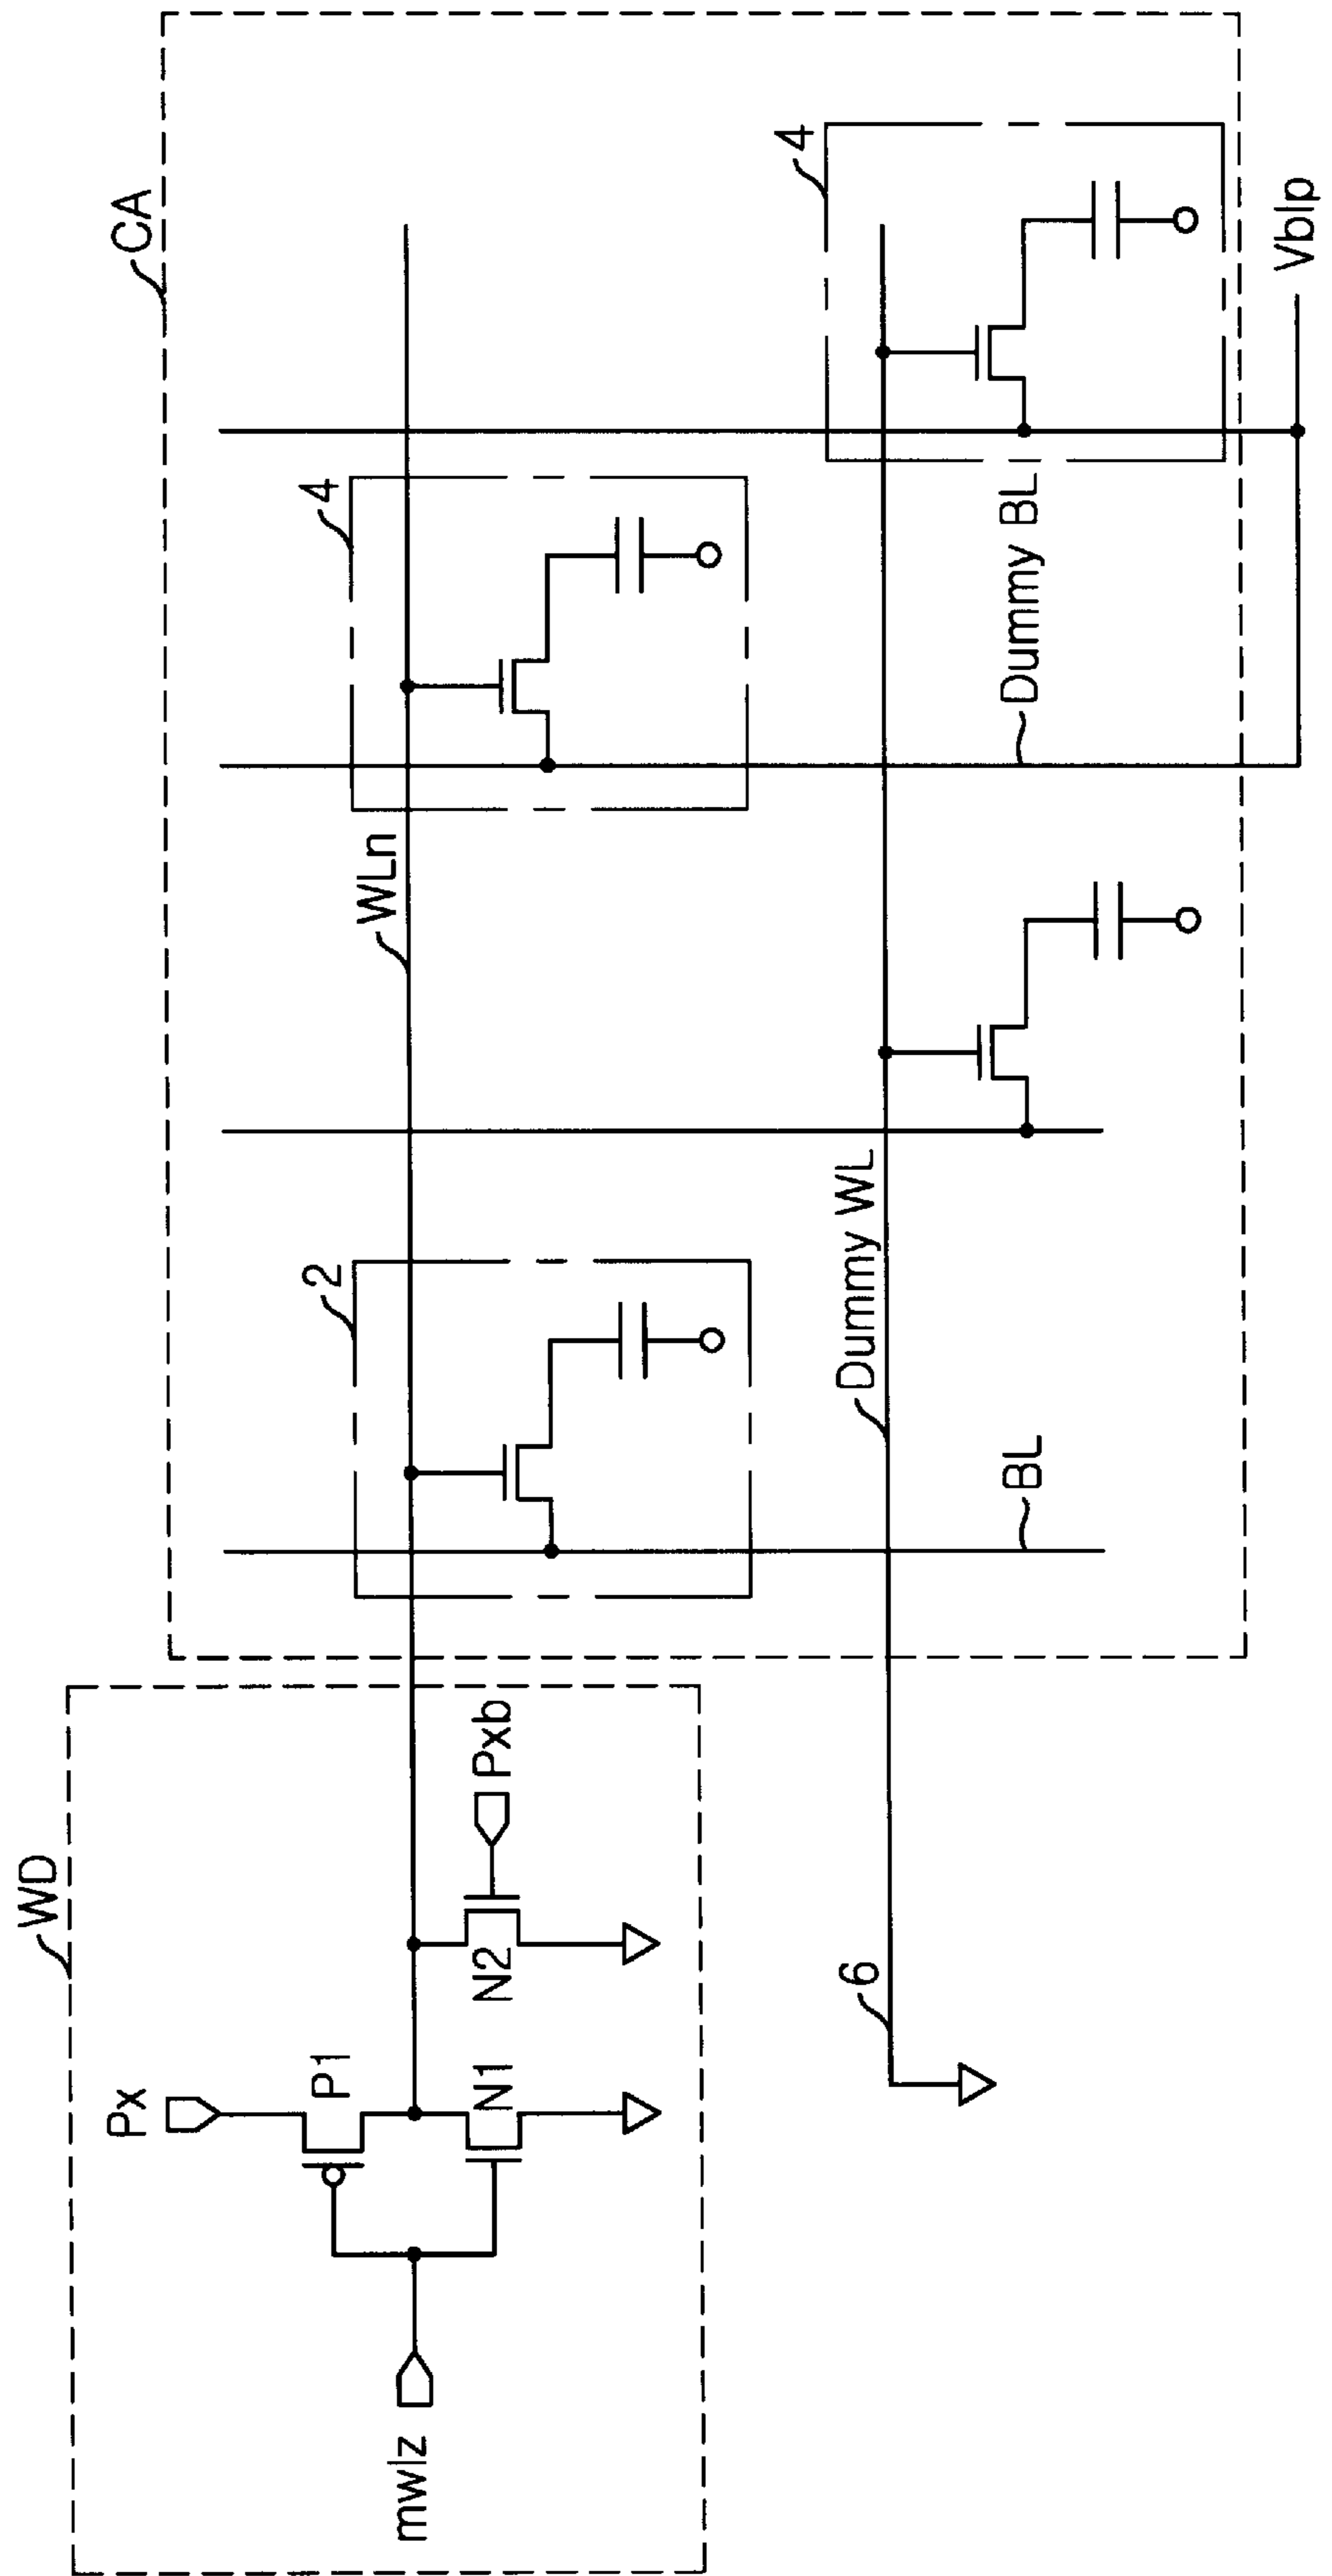 WD
Px
P1
mwlz
N1
N2
Pxb
6
CA
2
WLn
4
4
Dummy WL
BL
Dummy BL
Vblp